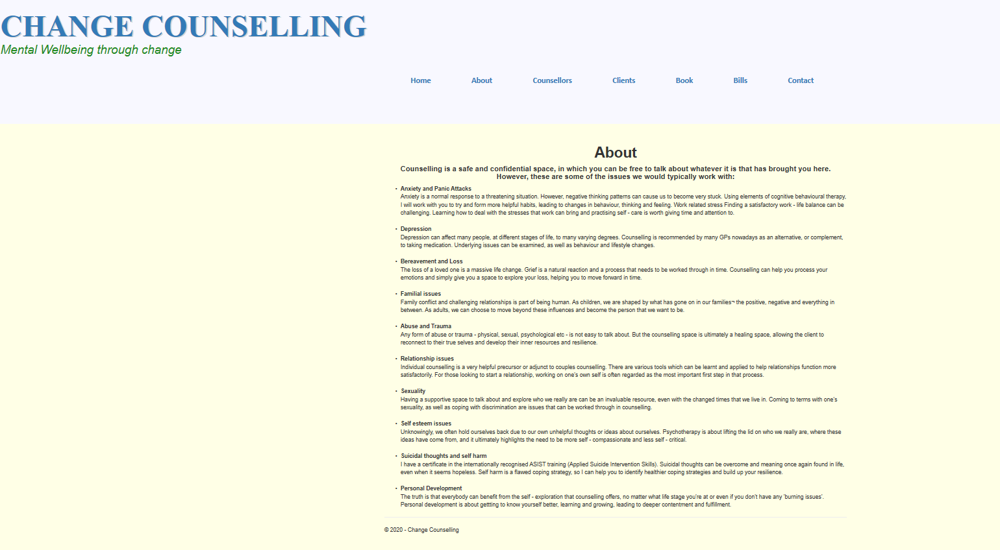 CHANGE COUNSELLING
Mental Wellbeing through change
Home About Counsellors Clients Book Bills Contact
About
Counselling is a safe and confidential space, in which you can be free to talk about whatever it is that has brought you here.
However, these are some of the issues we would typically work with:
• Anxiety and Panic Attacks
Anxiety is a normal response to a threatening situation. However, negative thinking patterns can cause us to become very stuck. Using elements of cognitive behavioural therapy,
I will work with you to try and form more helpful habits, leading to changes in behaviour, thinking and feeling. Work related stress Finding a satisfactory work - life balance can be
challenging. Learning how to deal with the stresses that work can bring and practising self - care is worth giving time and attention to.
• Depression
Depression can affect many people, at different stages of life, to many varying degrees. Counselling is recommended by many GPs nowadays as an alternative, or complement,
to taking medication. Underlying issues can be examined, as well as behaviour and lifestyle changes.
• Bereavement and Loss
The loss of a loved one is a massive life change. Grief is a natural reaction and a process that needs to be worked through in time. Counselling can help you process your
emotions and simply give you a space to explore your loss, helping you to move forward in time.
• Familial issues
Family conflict and challenging relationships is part of being human. As children, we are shaped by what has gone on in our families¬ the positive, negative and everything in
between. As adults, we can choose to move beyond these influences and become the person that we want to be.
• Abuse and Trauma
Any form of abuse or trauma - physical, sexual, psychological etc - is not easy to talk about. But the counselling space is ultimately a healing space, allowing the client to
reconnect to their true selves and develop their inner resources and resilience.
• Relationship issues
Individual counselling is a very helpful precursor or adjunct to couples counselling. There are various tools which can be learnt and applied to help relationships function more
satisfactorily. For those looking to start a relationship, working on one's own self is often regarded as the most important first step in that process.
• Sexuality
Having a supportive space to talk about and explore who we really are can be an invaluable resource, even with the changed times that we live in. Coming to terms with one's
sexuality, as well as coping with discrimination are issues that can be worked through in counselling.
• Self esteem issues
Unknowingly, we often hold ourselves back due to our own unhelpful thoughts or ideas about ourselves. Psychotherapy is about lifting the lid on who we really are, where these
ideas have come from, and it ultimately highlights the need to be more self - compassionate and less self - critical.
• Suicidal thoughts and self harm
I have a certificate in the internationally recognised ASIST training (Applied Suicide Intervention Skills). Suicidal thoughts can be overcome and meaning once again found in life,
even when it seems hopeless. Self harm is a flawed coping strategy, so I can help you to identify healthier coping strategies and build up your resilience.
• Personal Development
The truth is that everybody can benefit from the self - exploration that counselling offers, no matter what life stage you're at or even if you don't have any 'burning issues'.
Personal development is about gettting to know yourself better, learning and growing, leading to deeper contentment and fulfillment.
© 2020 - Change Counselling